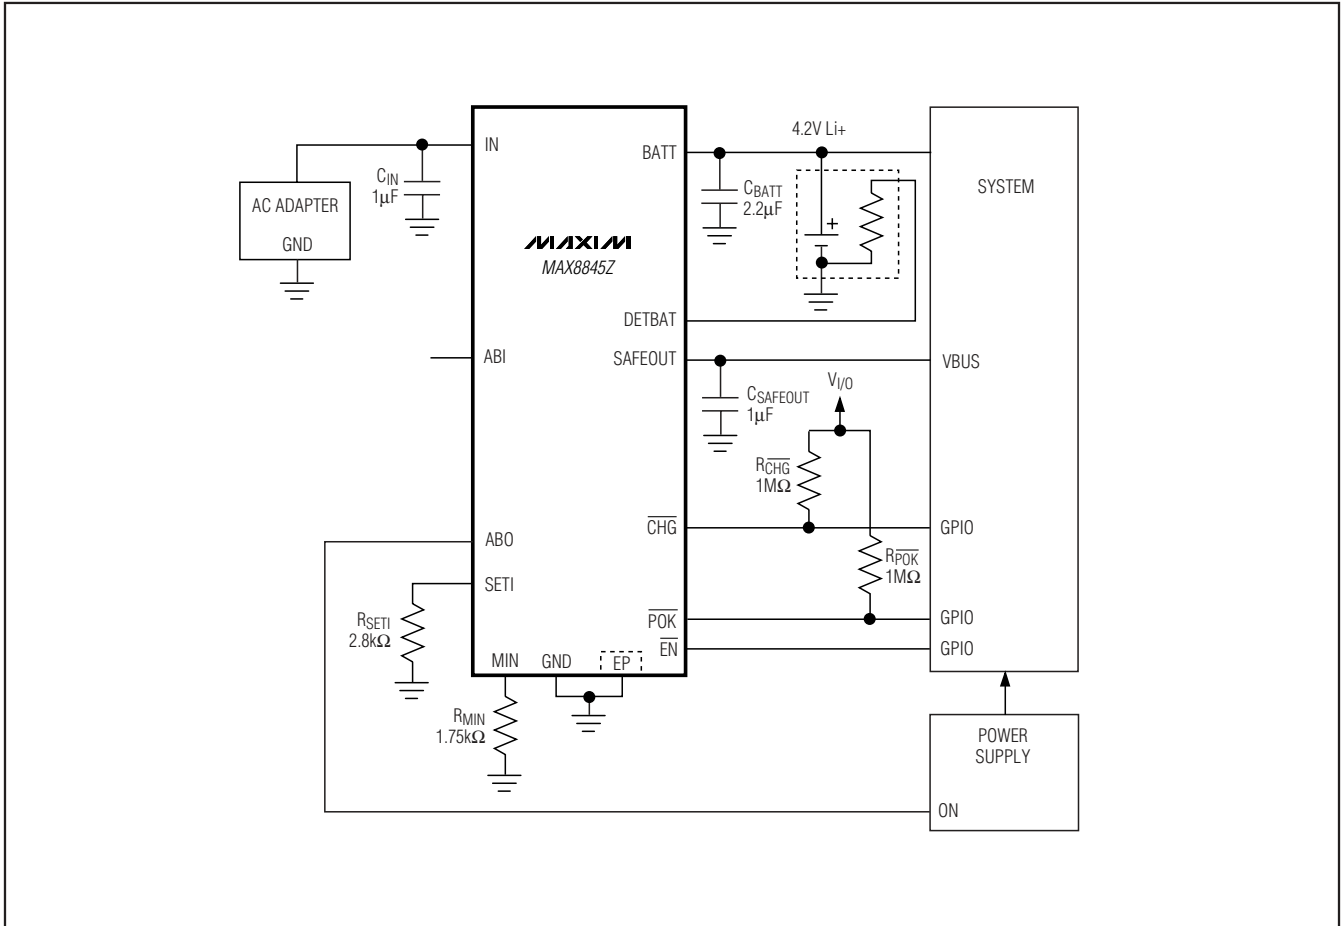 IN
BATT
4.2V Li+
SYSTEM
CIN
1μF
CBATT
2.2μF
AC ADAPTER
GND
+
MAXIM
MAX8845Z
DETBAT
ABI
SAFEOUT
VBUS
CSAFEOUT
1μF
VI/O
RCHG
1MΩ
CHG
GPIO
ABO
RPOK
1MΩ
SETI
RSETI
2.8kΩ
POK
GPIO
EN
GPIO
MIN
GND
EP
RMIN
1.75kΩ
POWER
SUPPLY
ON